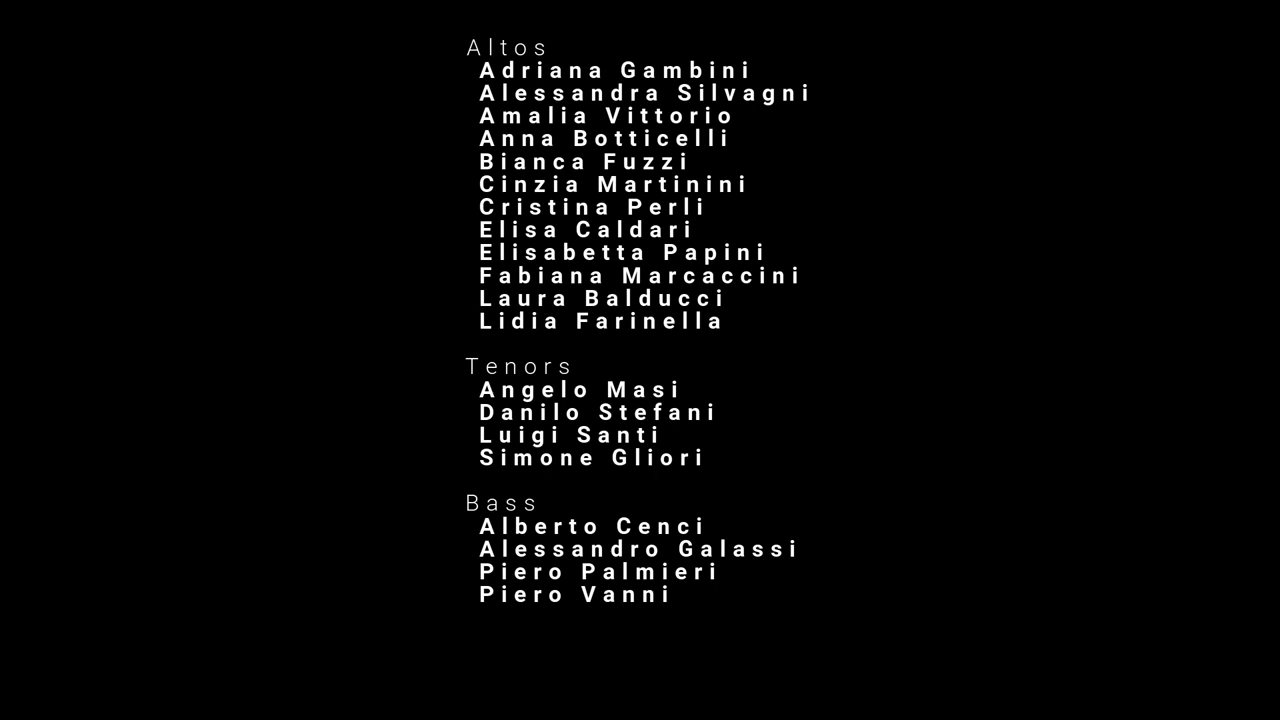 Altos
Adriana Gambini
Alessandra Silvagni
Amalia Vittorio
Anna Botticelli
Bianca Fuzzi
Cinzia Martinini
Cristina Perli
Elisa Caldari
Elisabetta Papini
Fabiana Marcaccini
Laura Balducci
Lidia Farinella
Tenors
Angelo Masi
Danilo Stefani
Luigi Santi
Simone Gliori
Bass
Alberto Cenci
Alessandro Galassi
Piero Palmieri
Piero Vanni